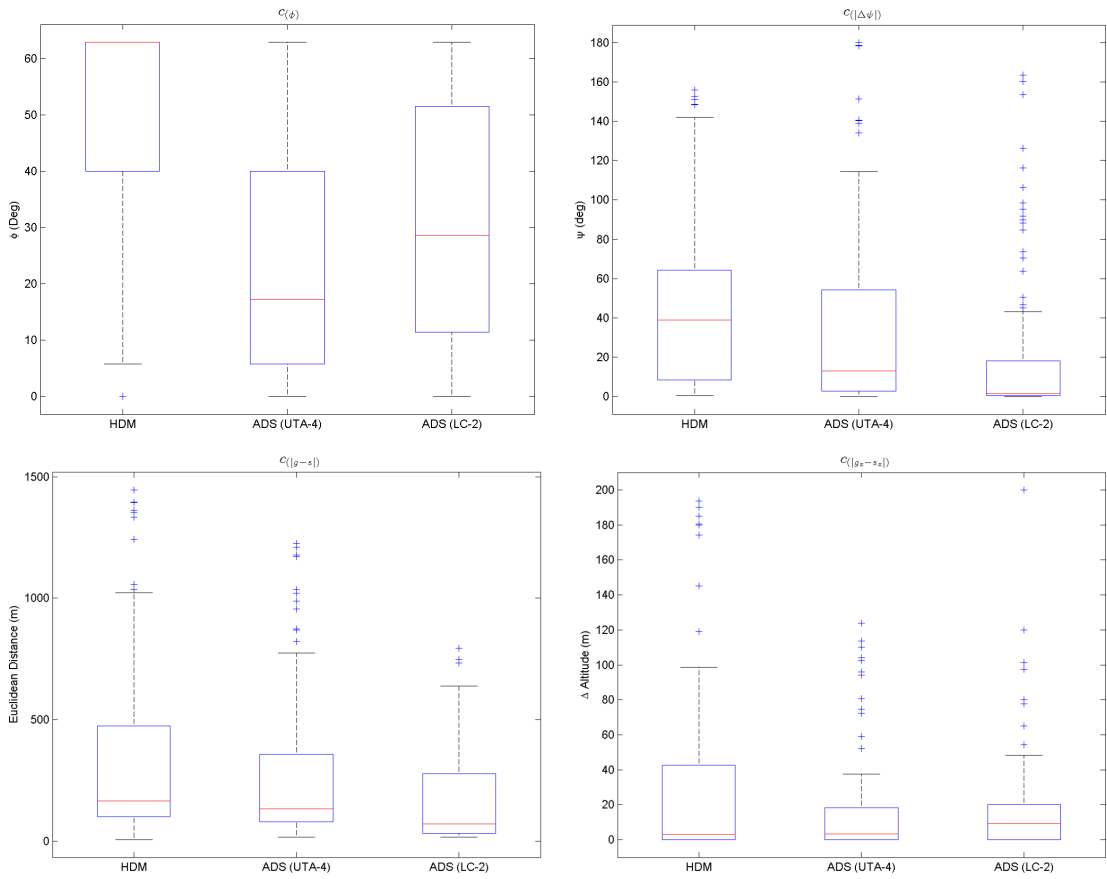 c(ϕ)
60
50
40
30
20
10
0
ϕ (Deg)
HDM ADS (UTA-4) ADS (LC-2)
c(|Δψ|)
180
160
140
120
100
80
60
40
20
0
ψ (deg)
HDM ADS (UTA-4) ADS (LC-2)
c(|g−s|)
1500
1000
500
0
Euclidean Distance (m)
HDM ADS (UTA-4) ADS (LC-2)
c(|g_z−s_z|)
200
180
160
140
120
100
80
60
40
20
0
Δ Altitude (m)
HDM ADS (UTA-4) ADS (LC-2)